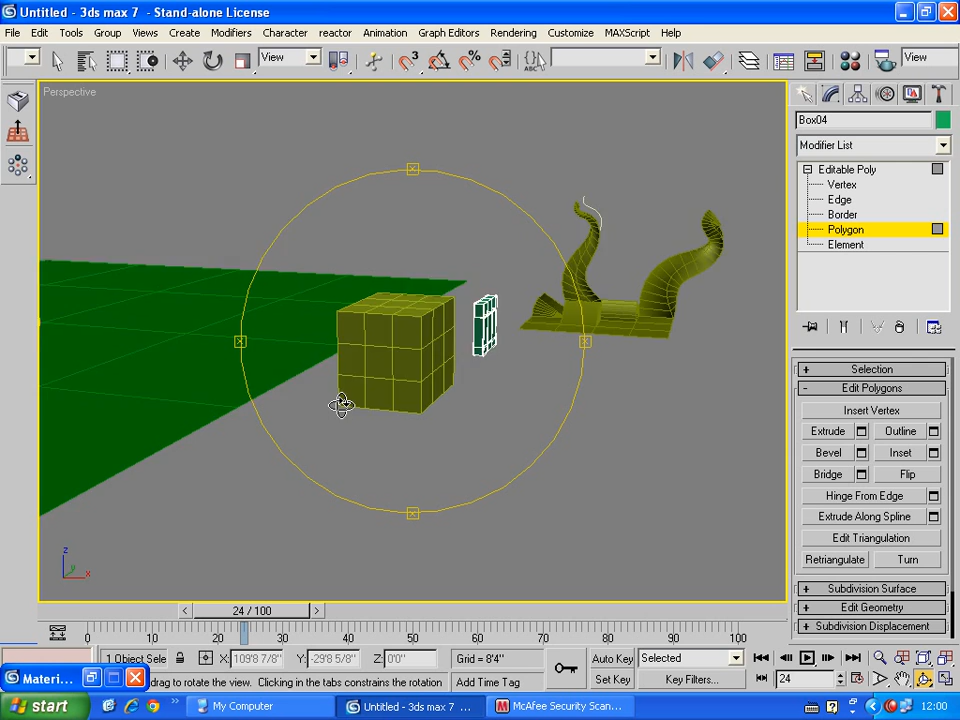 Untitled - 3ds max 7 - Stand-alone License
File Edit Tools Group Views Create Modifiers Character reactor Animation Graph Editors Rendering Customize MAXScript Help
View
View
Perspective
Box04
Modifier List
Editable Poly
Vertex
Edge
Border
Polygon
Element
Selection
Edit Polygons
Insert Vertex
Extrude Outline
Bevel Inset
Bridge Flip
Hinge From Edge
Extrude Along Spline
Edit Triangulation
Retriangulate Turn
Subdivision Surface
Edit Geometry
Subdivision Displacement
z
y
x
24 / 100
0 10 20 30 40 50 60 70 80 90 100
1 Object Sele X: 109'8 7/8" Y: -29'8 5/8" Z: 0'0" Grid = 8'4" Auto Key Selected
Materi... drag to rotate the view. Clicking in the tabs constrains the rotation Add Time Tag Set Key Key Filters... 24
start My Computer Untitled - 3ds max 7 ... McAfee Security Scan... 12:00